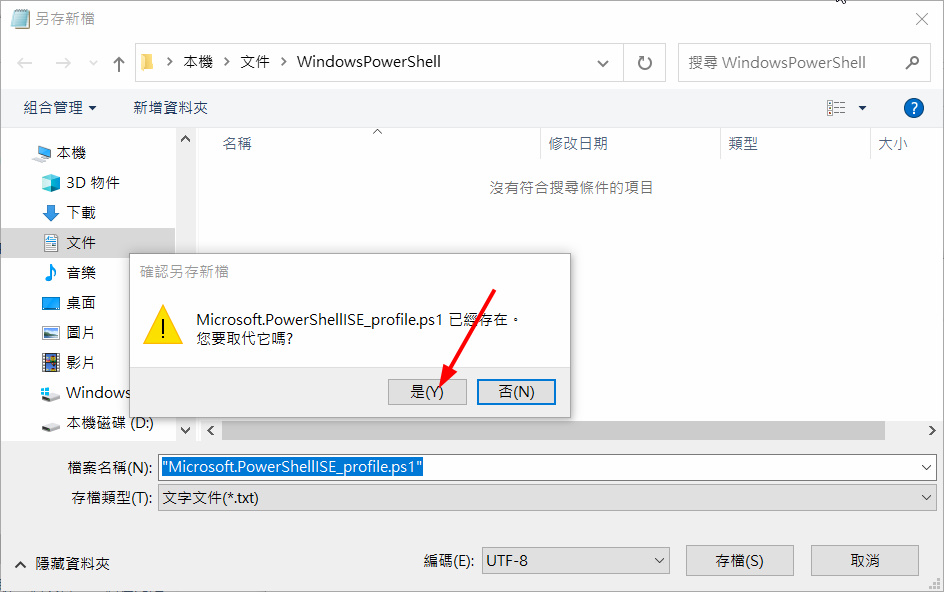 另存新檔
本機 文件 WindowsPowerShell
搜尋 WindowsPowerShell
組合管理 新增資料夾
?
名稱 修改日期 類型 大小
沒有符合搜尋條件的項目
本機
3D 物件
下載
文件
音樂
桌面
圖片
影片
Windows
本機磁碟 (D:)
確認另存新檔
Microsoft.PowerShellISE_profile.ps1 已經存在。
您要取代它嗎?
是(Y) 否(N)
檔案名稱(N): "Microsoft.PowerShellISE_profile.ps1"
存檔類型(T): 文字文件(*.txt)
隱藏資料夾 編碼(E): UTF-8 存檔(S) 取消